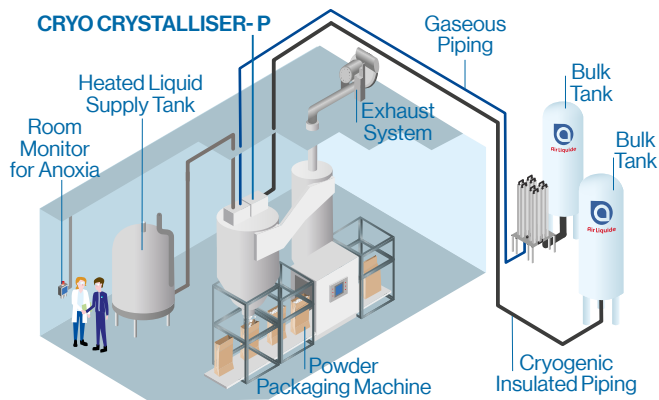 CRYO CRYSTALLISER- P
Gaseous
Piping
Bulk
Tank
Heated Liquid
Supply Tank
Exhaust
System
Room
Monitor
for Anoxia
Bulk
Tank
Air Liquide
Air Liquide
Powder
Packaging Machine
Cryogenic
Insulated Piping